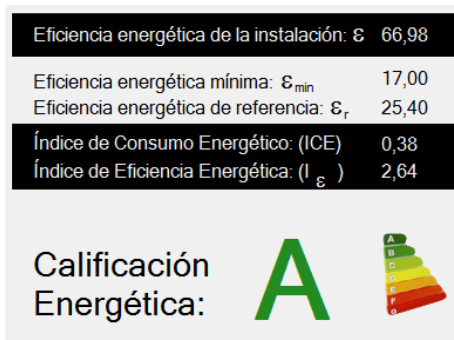 Eficiencia energética de la instalación: ε 66,98
Eficiencia energética mínima: εmin 17,00
Eficiencia energética de referencia: εr 25,40
Índice de Consumo Energético: (ICE) 0,38
Índice de Eficiencia Energética: (I ε ) 2,64
Calificación
Energética:
A
A
B
C
D
E
F
G